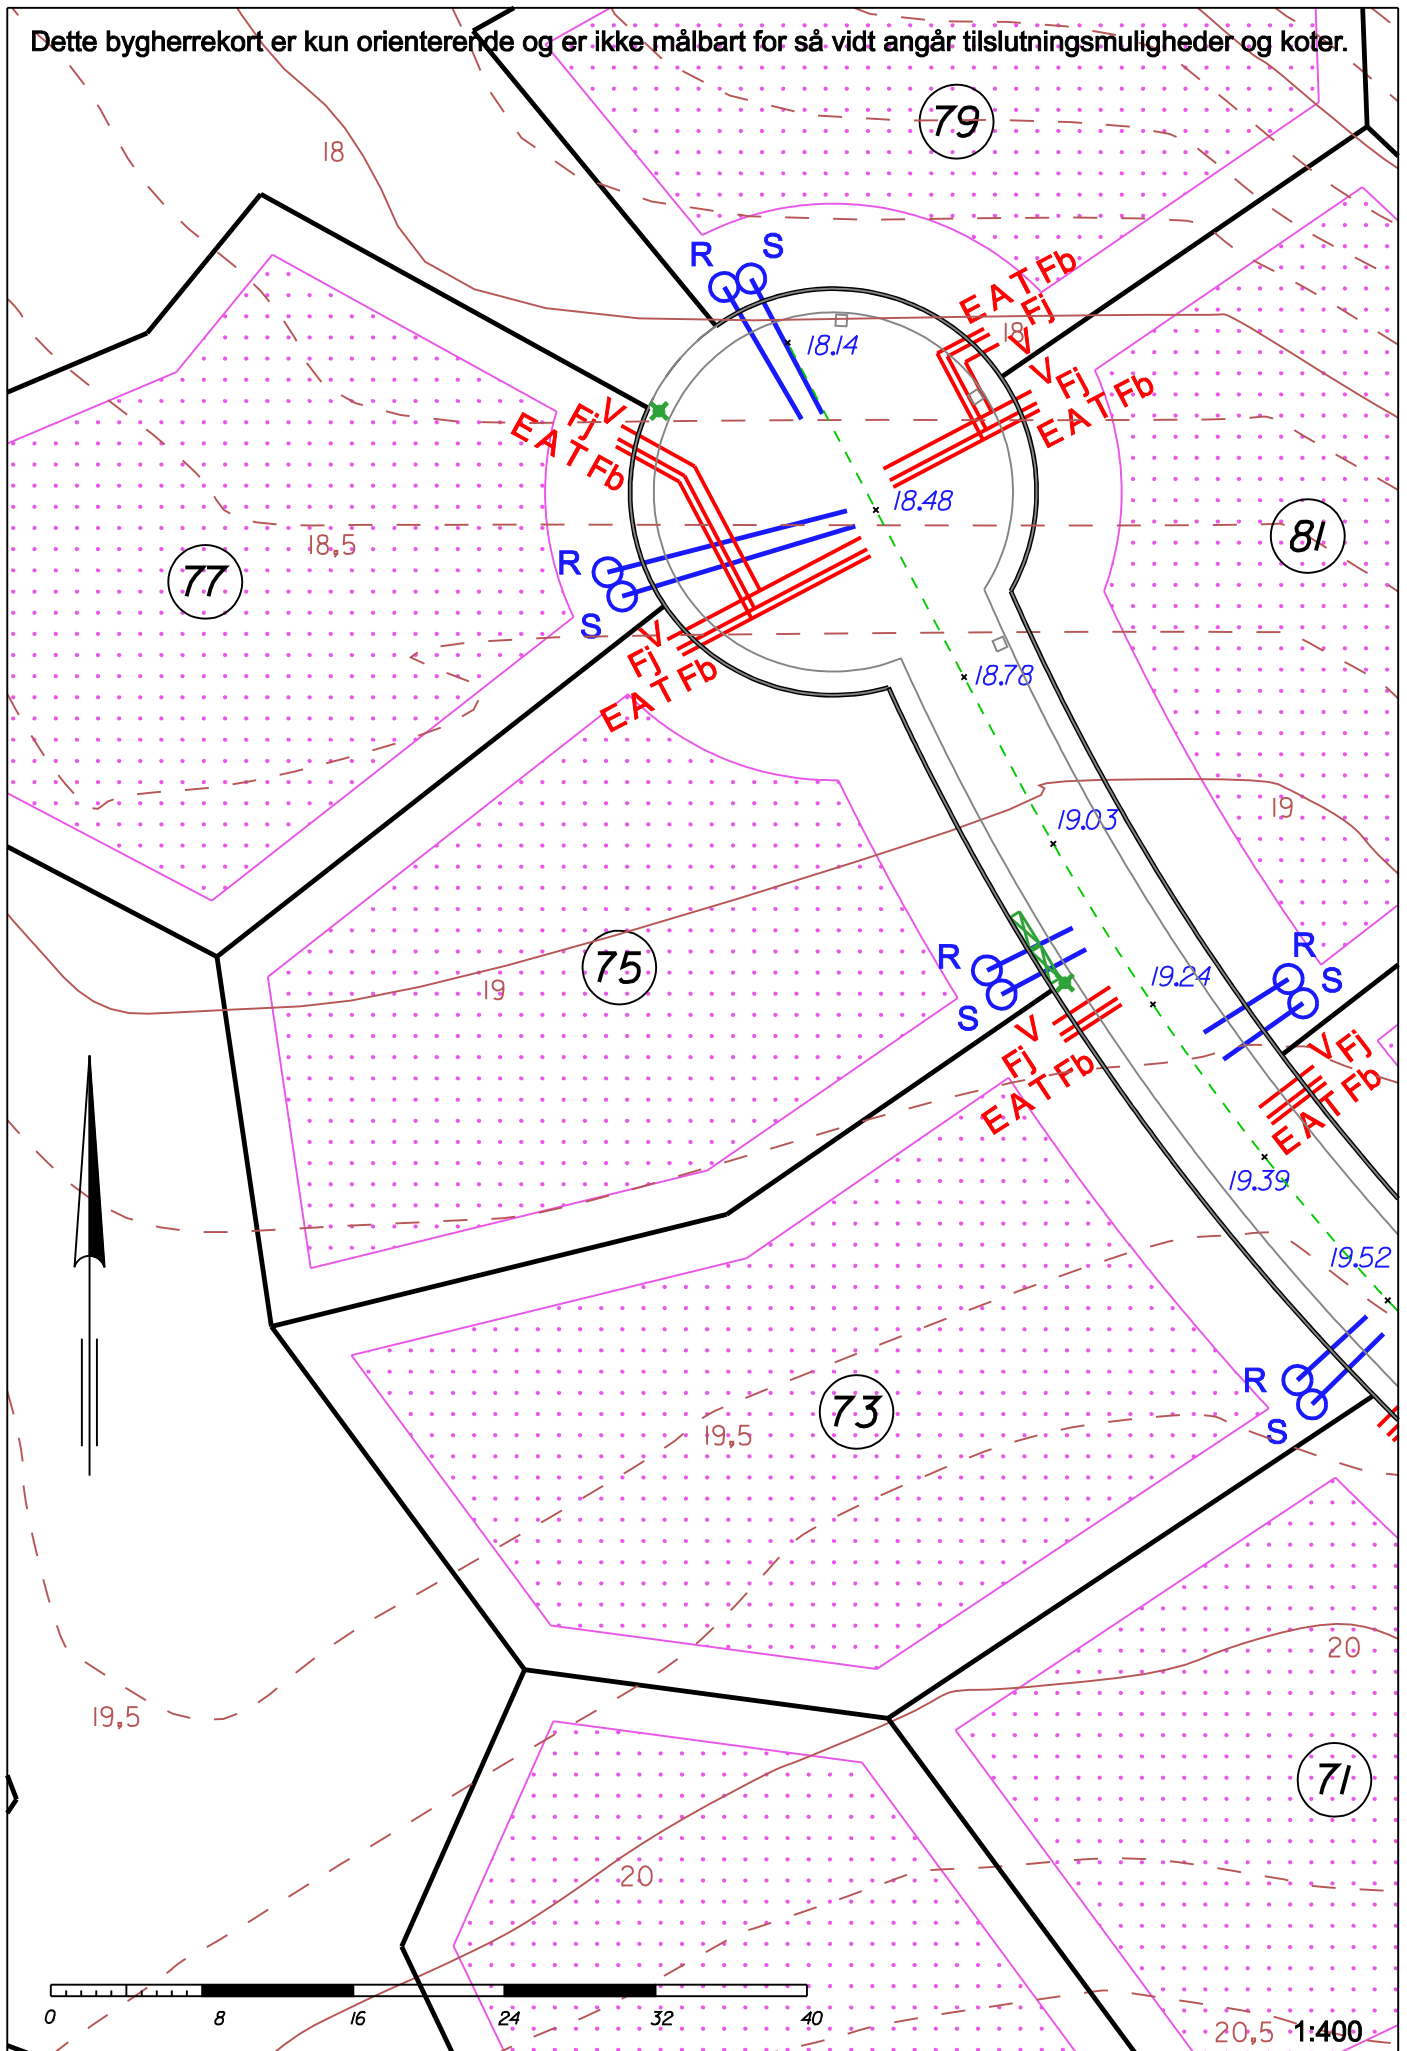 Dette bygherrekort er kun orienterende og er ikke målbart for så vidt angår tilslutningsmuligheder og koter.
79
18
R S
E A T Fb
Fj
18
V
18.14
V
Fj
E A T Fb
V
Fj
E A T Fb
18.48
81
18,5
77
R
S
V
Fj
E A T Fb
18.78
19.03
19
75
19
R
S
R
S
19.24
V
Fj
E A T Fb
V Fj
E A T Fb
19.39
19.52
R
S
73
19,5
20
19,5
71
20
0 8 16 24 32 40
20,5
1:400